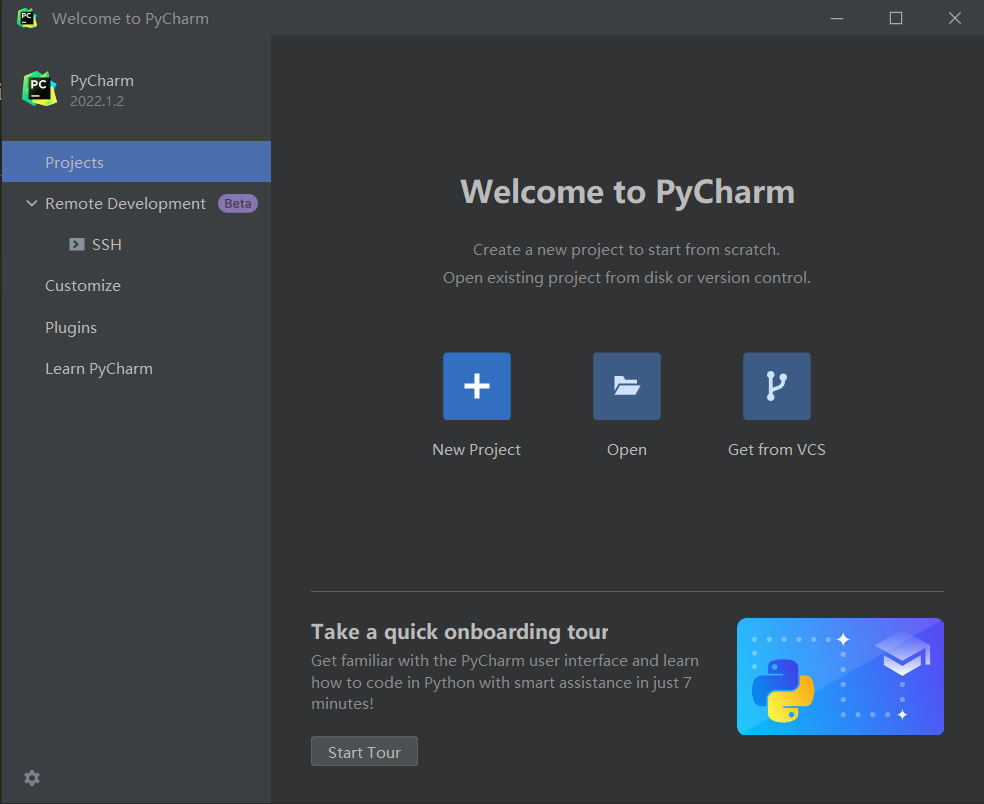 Welcome to PyCharm
PyCharm
2022.1.2
Projects
Remote Development Beta
SSH
Customize
Plugins
Learn PyCharm
Welcome to PyCharm
Create a new project to start from scratch.
Open existing project from disk or version control.
New Project
Open
Get from VCS
Take a quick onboarding tour
Get familiar with the PyCharm user interface and learn
how to code in Python with smart assistance in just 7
minutes!
Start Tour
PC
PC